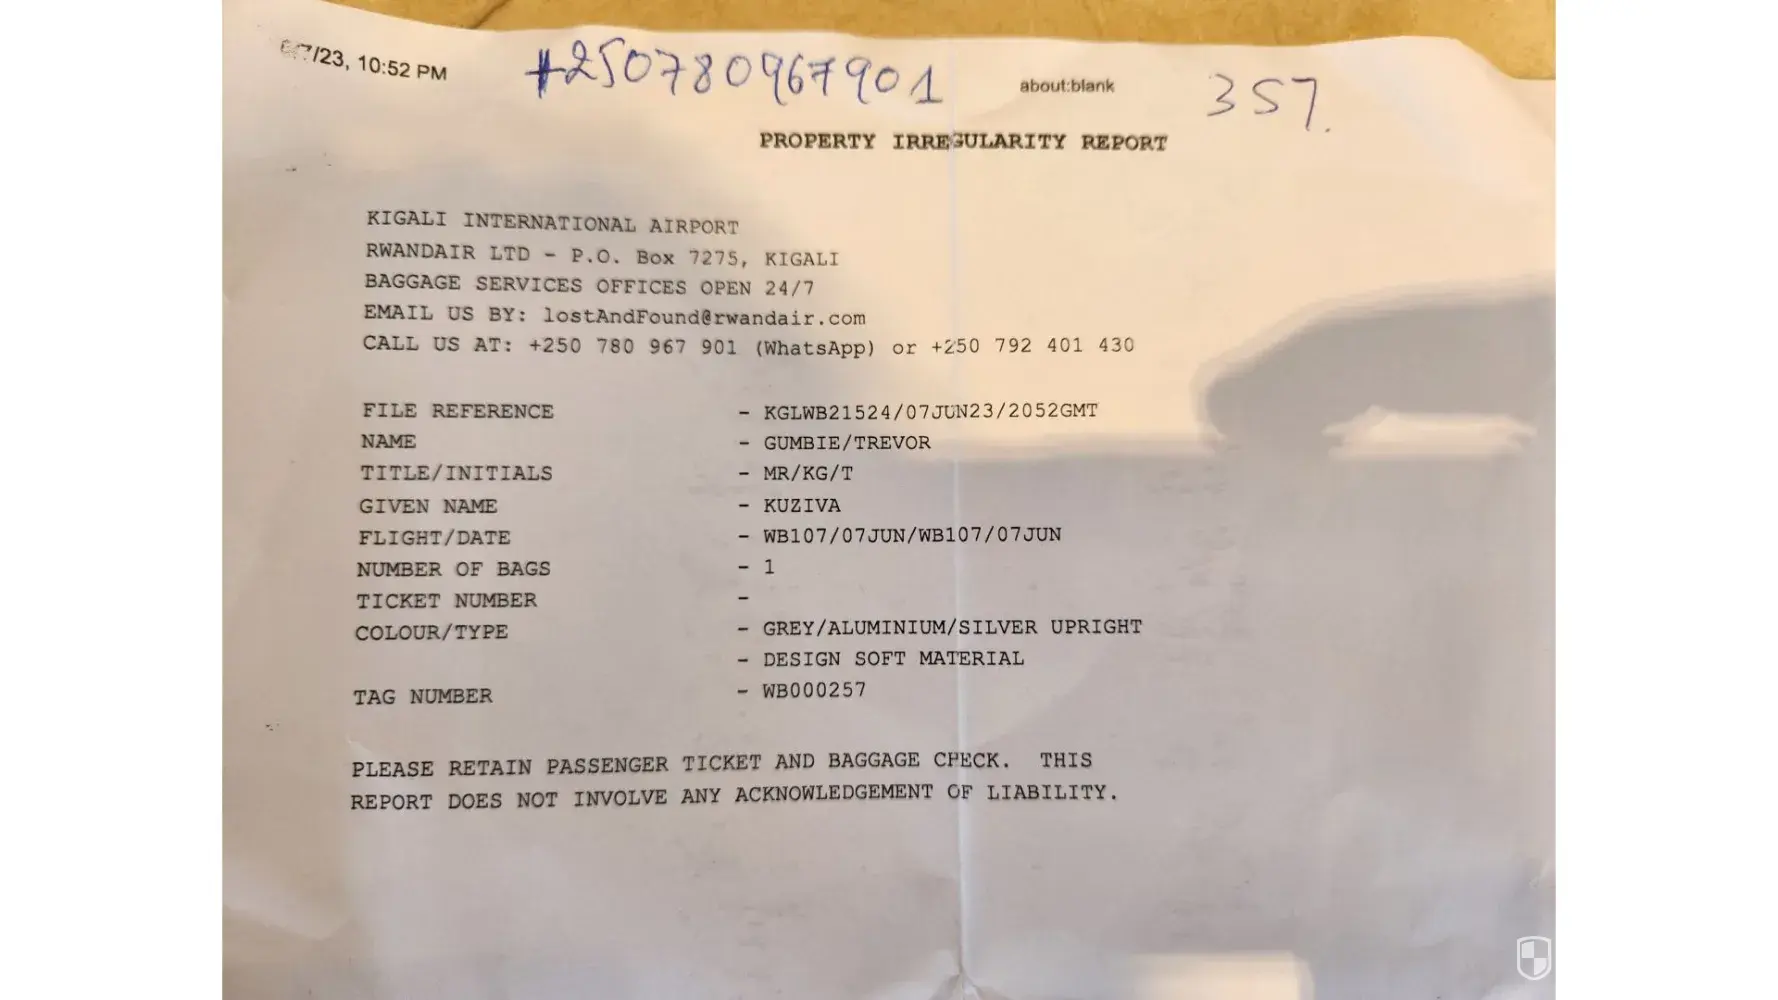 6/7/23, 10:52 PM
#250780967901
about:blank
357.
PROPERTY IRREGULARITY REPORT
KIGALI INTERNATIONAL AIRPORT
RWANDAIR LTD - P.O. Box 7275, KIGALI
BAGGAGE SERVICES OFFICES OPEN 24/7
EMAIL US BY: lostAndFound@rwandair.com
CALL US AT: +250 780 967 901 (WhatsApp) or +250 792 401 430
FILE REFERENCE - KGLWB21524/07JUN23/2052GMT
NAME - GUMBIE/TREVOR
TITLE/INITIALS - MR/KG/T
GIVEN NAME - KUZIVA
FLIGHT/DATE - WB107/07JUN/WB107/07JUN
NUMBER OF BAGS - 1
TICKET NUMBER -
COLOUR/TYPE - GREY/ALUMINIUM/SILVER UPRIGHT
- DESIGN SOFT MATERIAL
TAG NUMBER - WB000257
PLEASE RETAIN PASSENGER TICKET AND BAGGAGE CHECK. THIS
REPORT DOES NOT INVOLVE ANY ACKNOWLEDGEMENT OF LIABILITY.